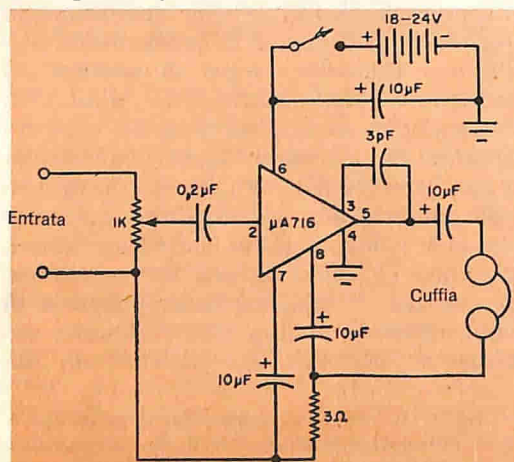 18-24V
+
-
+
10µF
6
3pF
0,2µF
3
10µF
+
5
Entrata
1K
2
µA716
4
8
7
Cuffia
+
10µF
+
10µF
3Ω